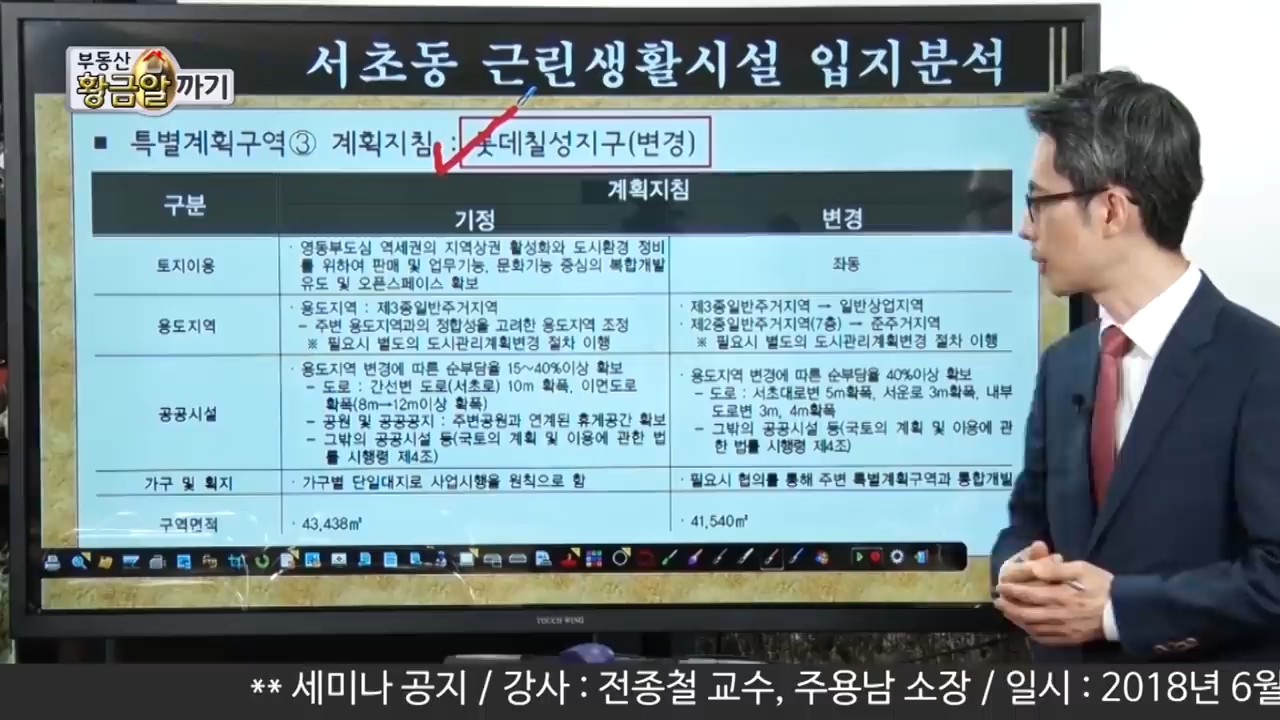 부동산
황금알까기
서초동 근린생활시설 입지분석
■ 특별계획구역③ 계획지침 : 롯데칠성지구(변경)
구분
계획지침
기정
변경
토지이용
· 영동부도심 역세권의 지역상권 활성화와 도시환경 정비
를 위하여 판매 및 업무기능, 문화기능 중심의 복합개발
유도 및 오픈스페이스 확보
좌동
용도지역
· 용도지역 : 제3종일반주거지역
- 주변 용도지역과의 정합성을 고려한 용도지역 조정
※ 필요시 별도의 도시관리계획변경 절차 이행
· 제3종일반주거지역 → 일반상업지역
· 제2종일반주거지역(7층) → 준주거지역
※ 필요시 별도의 도시관리계획변경 절차 이행
공공시설
· 용도지역 변경에 따른 순부담율 15~40%이상 확보
- 도로 : 간선변 도로(서초로) 10m 확폭, 이면도로
확폭(8m→12m이상 확폭)
- 공원 및 공공공지 : 주변공원과 연계된 휴게공간 확보
- 그밖의 공공시설 등(국토의 계획 및 이용에 관한 법
률 시행령 제4조)
· 용도지역 변경에 따른 순부담율 40%이상 확보
- 도로 : 서초대로변 5m확폭, 서운로 3m확폭, 내부
도로변 3m, 4m확폭
- 그밖의 공공시설 등(국토의 계획 및 이용에 관
한 법률 시행령 제4조)
가구 및 획지
· 가구별 단일대지로 사업시행을 원칙으로 함
· 필요시 협의를 통해 주변 특별계획구역과 통합개발
구역면적
· 43,438㎡
· 41,540㎡
TOUCH WING
** 세미나 공지 / 강사 : 전종철 교수, 주용남 소장 / 일시 : 2018년 6월